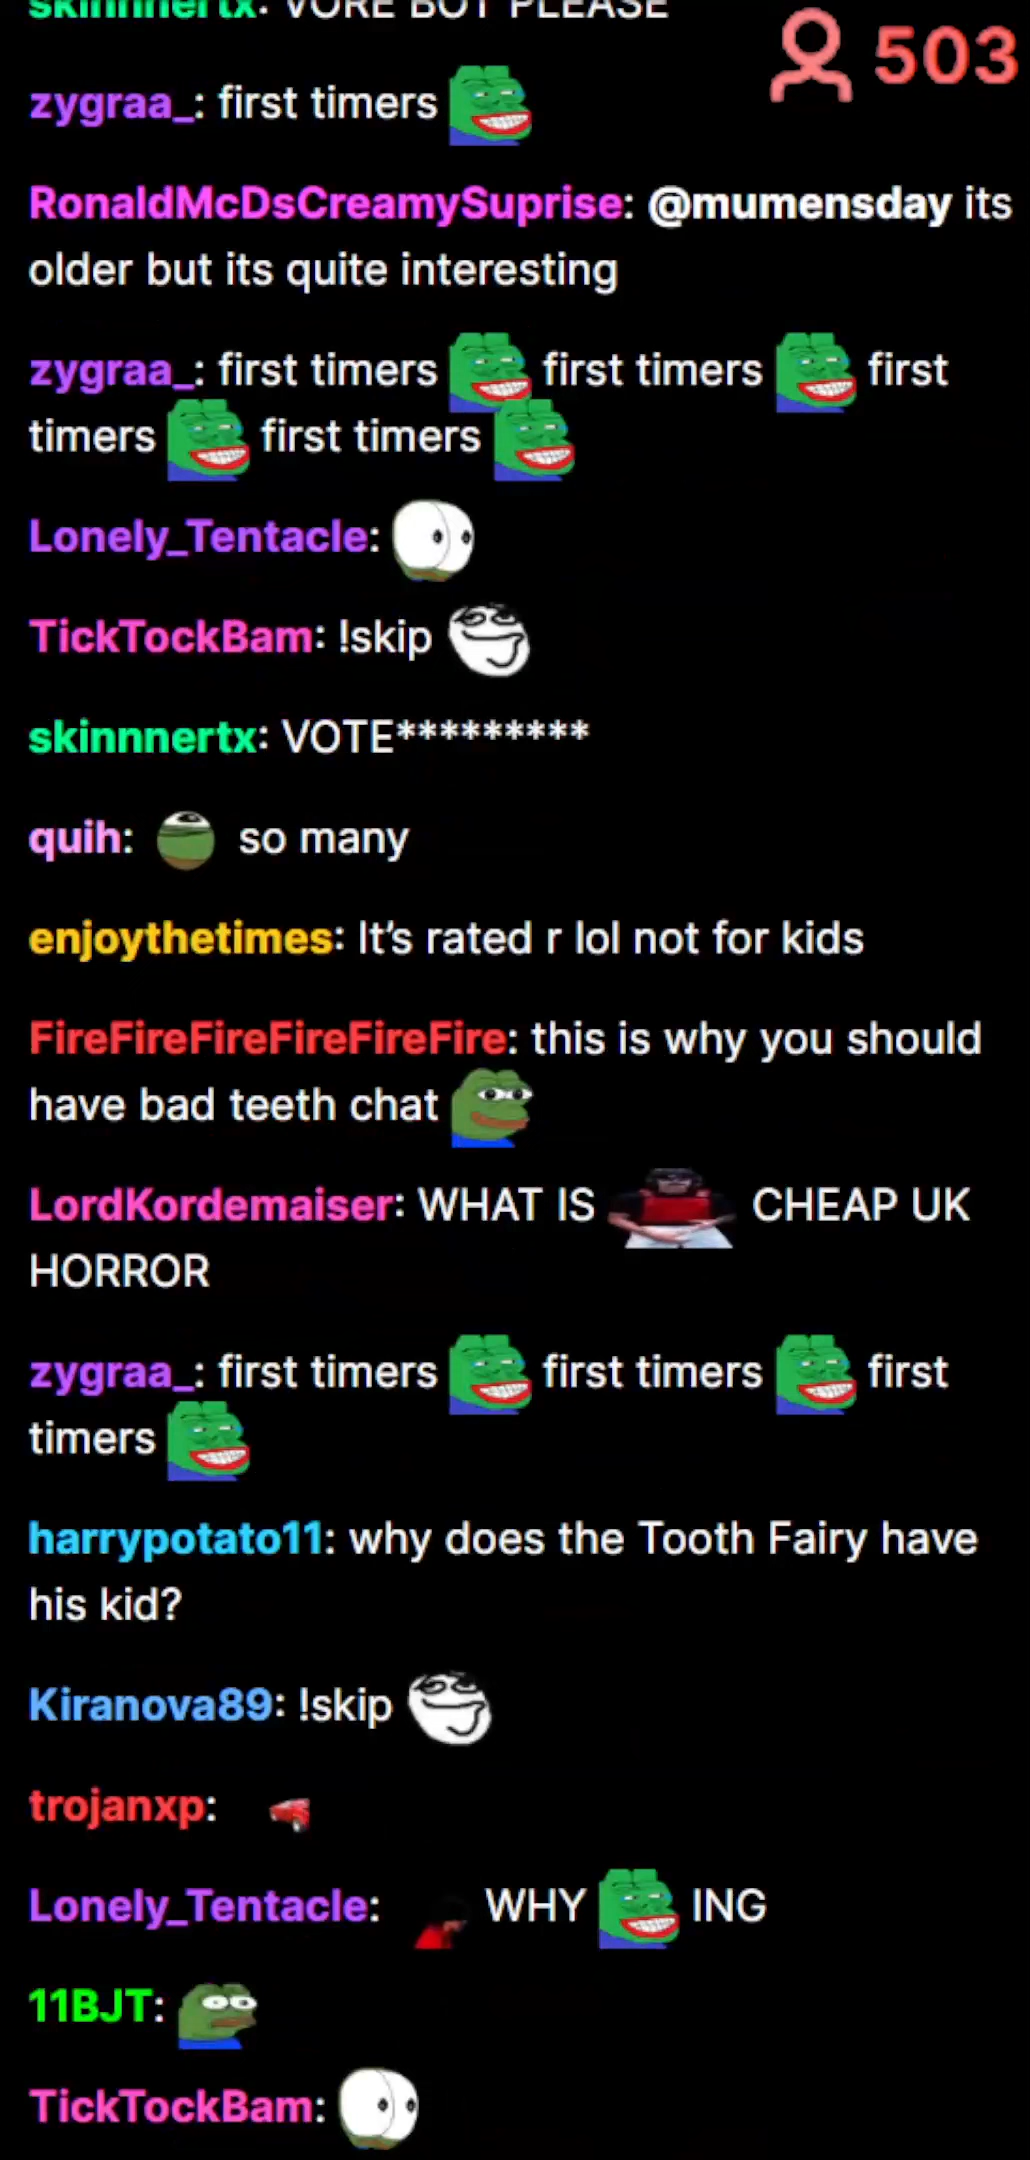 skinnnertx: VORE BOT PLEASE
503
zygraa_: first timers
RonaldMcDsCreamySuprise: @mumensday its
older but its quite interesting
zygraa_: first timers first timers first
timers first timers
Lonely_Tentacle:
TickTockBam: !skip
skinnnertx: VOTE*********
quih: so many
enjoythetimes: It’s rated r lol not for kids
FireFireFireFireFireFire: this is why you should
have bad teeth chat
LordKordemaiser: WHAT IS CHEAP UK
HORROR
zygraa_: first timers first timers first
timers
harrypotato11: why does the Tooth Fairy have
his kid?
Kiranova89: !skip
trojanxp:
Lonely_Tentacle: WHY ING
11BJT:
TickTockBam: